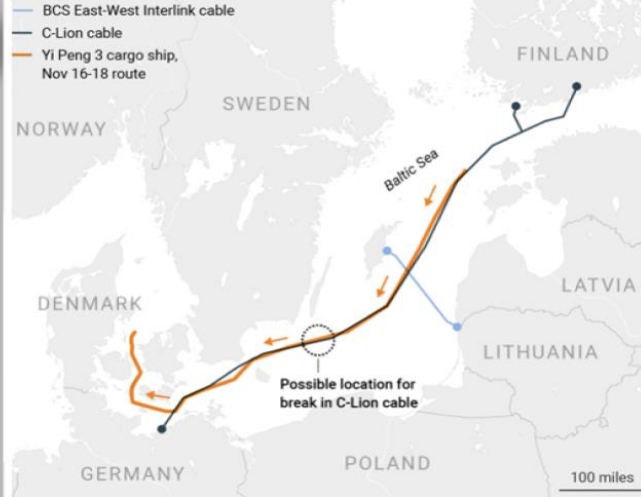 BCS East-West Interlink cable
C-Lion cable
Yi Peng 3 cargo ship,
Nov 16-18 route
FINLAND
SWEDEN
NORWAY
Baltic Sea
LATVIA
DENMARK
LITHUANIA
Possible location for
break in C-Lion cable
POLAND
GERMANY
100 miles